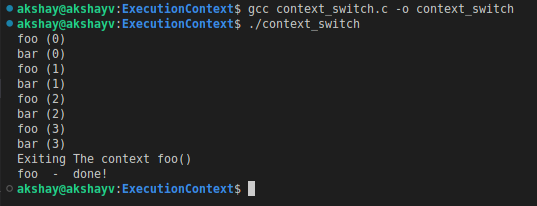 akshay@akshayv:ExecutionContext$ gcc context_switch.c -o context_switch
akshay@akshayv:ExecutionContext$ ./context_switch
foo (0)
bar (0)
foo (1)
bar (1)
foo (2)
bar (2)
foo (3)
bar (3)
Exiting The context foo()
foo  -  done!
akshay@akshayv:ExecutionContext$